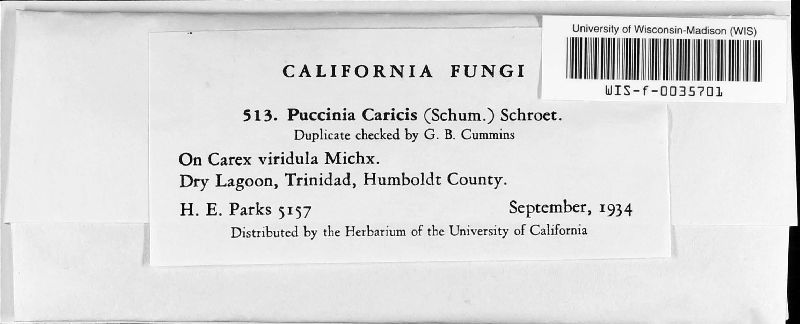 University of Wisconsin-Madison (WIS)
WIS-f-0035701
CALIFORNIA FUNGI
513. Puccinia Caricis (Schum.) Schroet.
Duplicate checked by G. B. Cummins
On Carex viridula Michx.
Dry Lagoon, Trinidad, Humboldt County.
H. E. Parks 5157 September, 1934
Distributed by the Herbarium of the University of California